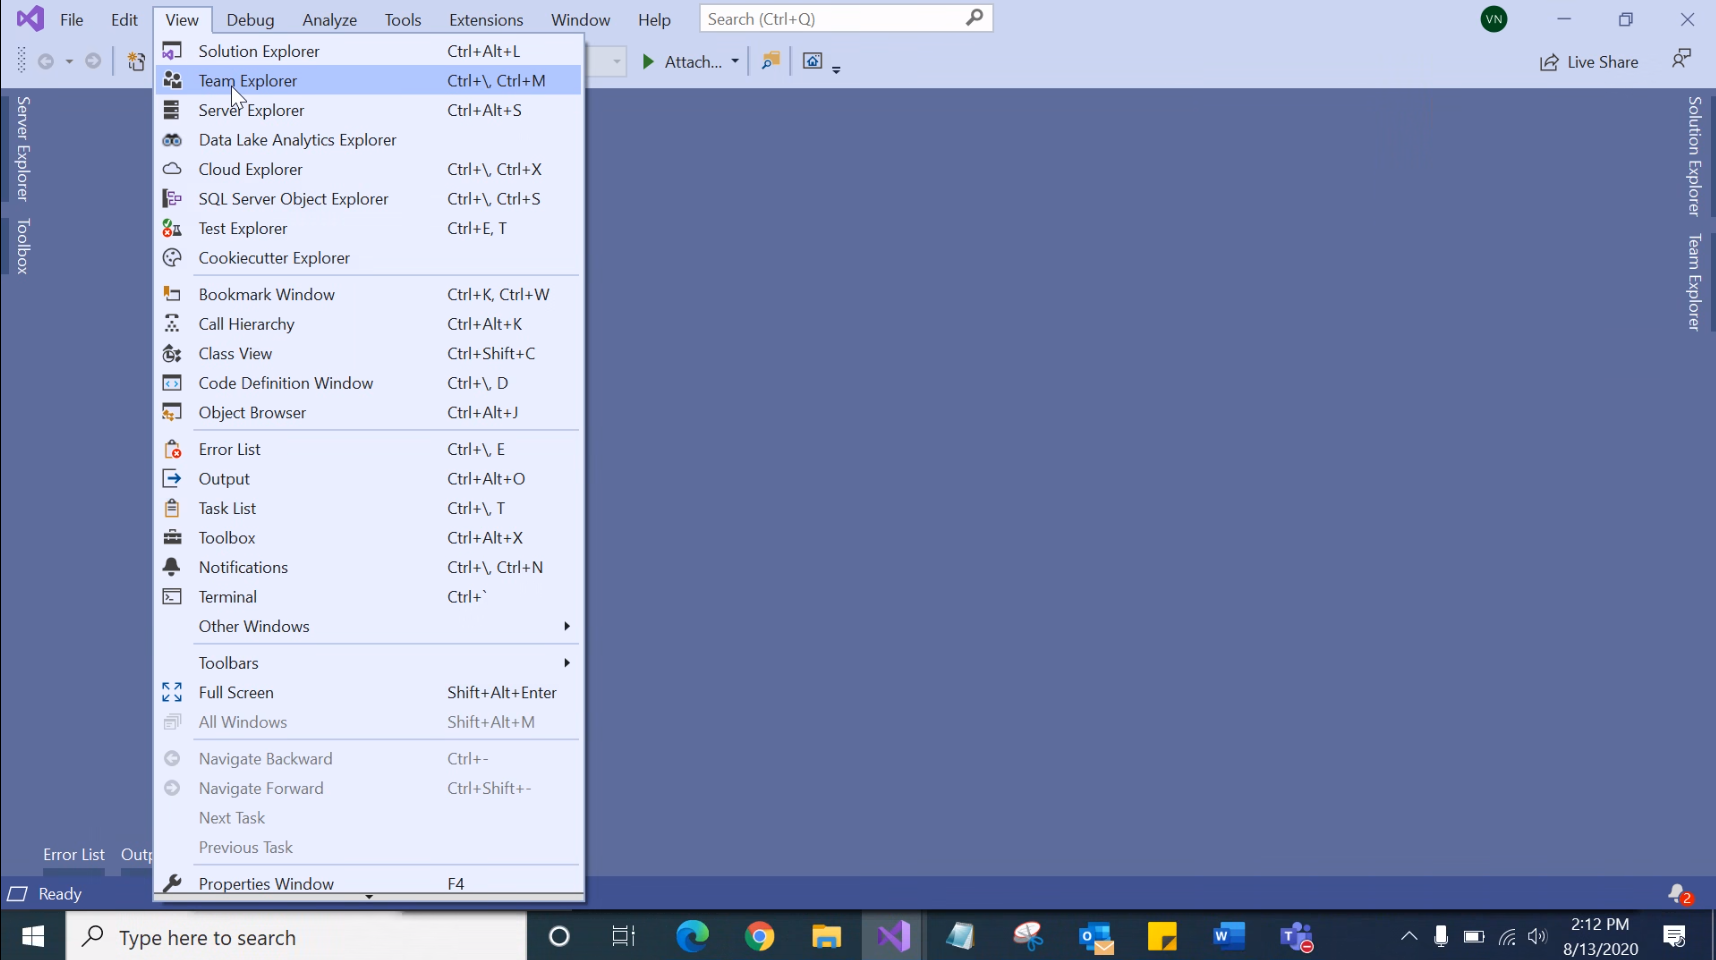 File Edit View Debug Analyze Tools Extensions Window Help Search (Ctrl+Q) VN
Attach... Live Share
Solution Explorer Ctrl+Alt+L
Team Explorer Ctrl+\, Ctrl+M
Server Explorer Ctrl+Alt+S
Data Lake Analytics Explorer
Cloud Explorer Ctrl+\, Ctrl+X
SQL Server Object Explorer Ctrl+\, Ctrl+S
Test Explorer Ctrl+E, T
Cookiecutter Explorer
Bookmark Window Ctrl+K, Ctrl+W
Call Hierarchy Ctrl+Alt+K
Class View Ctrl+Shift+C
Code Definition Window Ctrl+\, D
Object Browser Ctrl+Alt+J
Error List Ctrl+\, E
Output Ctrl+Alt+O
Task List Ctrl+\, T
Toolbox Ctrl+Alt+X
Notifications Ctrl+\, Ctrl+N
Terminal Ctrl+`
Other Windows
Toolbars
Full Screen Shift+Alt+Enter
All Windows Shift+Alt+M
Navigate Backward Ctrl+-
Navigate Forward Ctrl+Shift+-
Next Task
Previous Task
Properties Window F4
Server Explorer
Toolbox
Solution Explorer
Team Explorer
Error List Outp
Ready 2
Type here to search
2:12 PM
8/13/2020